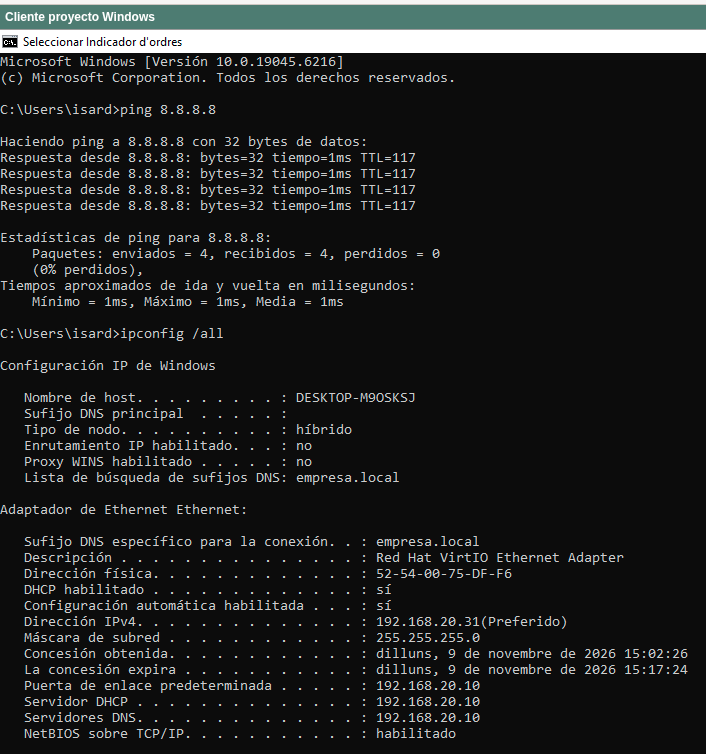 Cliente proyecto Windows
Seleccionar Indicador d'ordres
Microsoft Windows [Versión 10.0.19045.6216]
(c) Microsoft Corporation. Todos los derechos reservados.
C:\Users\isard>ping 8.8.8.8
Haciendo ping a 8.8.8.8 con 32 bytes de datos:
Respuesta desde 8.8.8.8: bytes=32 tiempo=1ms TTL=117
Respuesta desde 8.8.8.8: bytes=32 tiempo=1ms TTL=117
Respuesta desde 8.8.8.8: bytes=32 tiempo=1ms TTL=117
Respuesta desde 8.8.8.8: bytes=32 tiempo=1ms TTL=117
Estadísticas de ping para 8.8.8.8:
    Paquetes: enviados = 4, recibidos = 4, perdidos = 0
    (0% perdidos),
Tiempos aproximados de ida y vuelta en milisegundos:
    Mínimo = 1ms, Máximo = 1ms, Media = 1ms
C:\Users\isard>ipconfig /all
Configuración IP de Windows
   Nombre de host. . . . . . . . . : DESKTOP-M9OSKSJ
   Sufijo DNS principal  . . . . . :
   Tipo de nodo. . . . . . . . . . : híbrido
   Enrutamiento IP habilitado. . . : no
   Proxy WINS habilitado . . . . . : no
   Lista de búsqueda de sufijos DNS: empresa.local
Adaptador de Ethernet Ethernet:
   Sufijo DNS específico para la conexión. . : empresa.local
   Descripción . . . . . . . . . . . . . . . : Red Hat VirtIO Ethernet Adapter
   Dirección física. . . . . . . . . . . . . : 52-54-00-75-DF-F6
   DHCP habilitado . . . . . . . . . . . . . : sí
   Configuración automática habilitada . . . : sí
   Dirección IPv4. . . . . . . . . . . . . . : 192.168.20.31(Preferido)
   Máscara de subred . . . . . . . . . . . . : 255.255.255.0
   Concesión obtenida. . . . . . . . . . . . : dilluns, 9 de novembre de 2026 15:02:26
   La concesión expira . . . . . . . . . . . : dilluns, 9 de novembre de 2026 15:17:24
   Puerta de enlace predeterminada . . . . . : 192.168.20.10
   Servidor DHCP . . . . . . . . . . . . . . : 192.168.20.10
   Servidores DNS. . . . . . . . . . . . . . : 192.168.20.10
   NetBIOS sobre TCP/IP. . . . . . . . . . . : habilitado